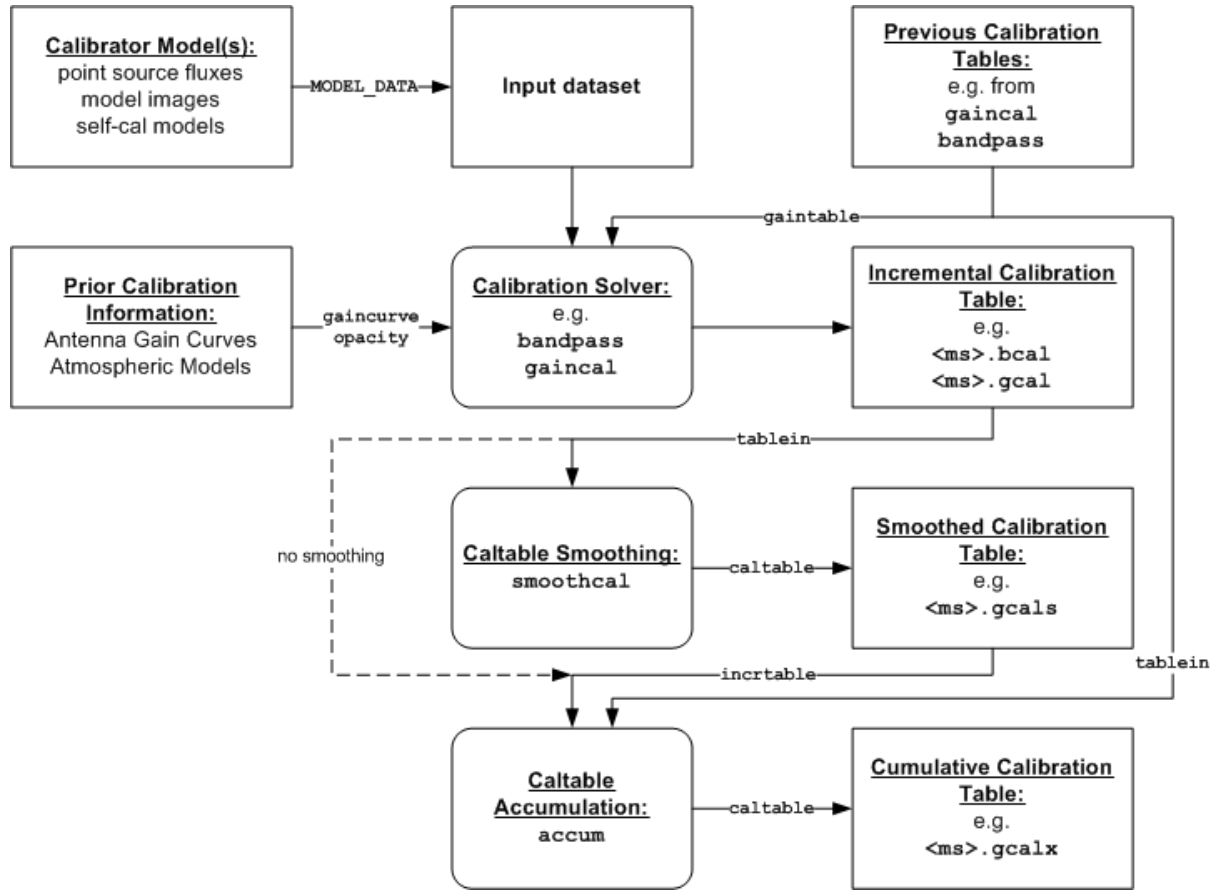 Calibrator Model(s):
point source fluxes
model images
self-cal models
MODEL_DATA
Input dataset
Previous Calibration
Tables:
e.g. from
gaincal
bandpass
gaintable
Prior Calibration
Information:
Antenna Gain Curves
Atmospheric Models
gaincurve
opacity
Calibration Solver:
e.g.
bandpass
gaincal
Incremental Calibration
Table:
e.g.
<ms>.bcal
<ms>.gcal
tablein
no smoothing
Caltable Smoothing:
smoothcal
caltable
Smoothed Calibration
Table:
e.g.
<ms>.gcals
incrtable
tablein
Caltable
Accumulation:
accum
caltable
Cumulative Calibration
Table:
e.g.
<ms>.gcalx